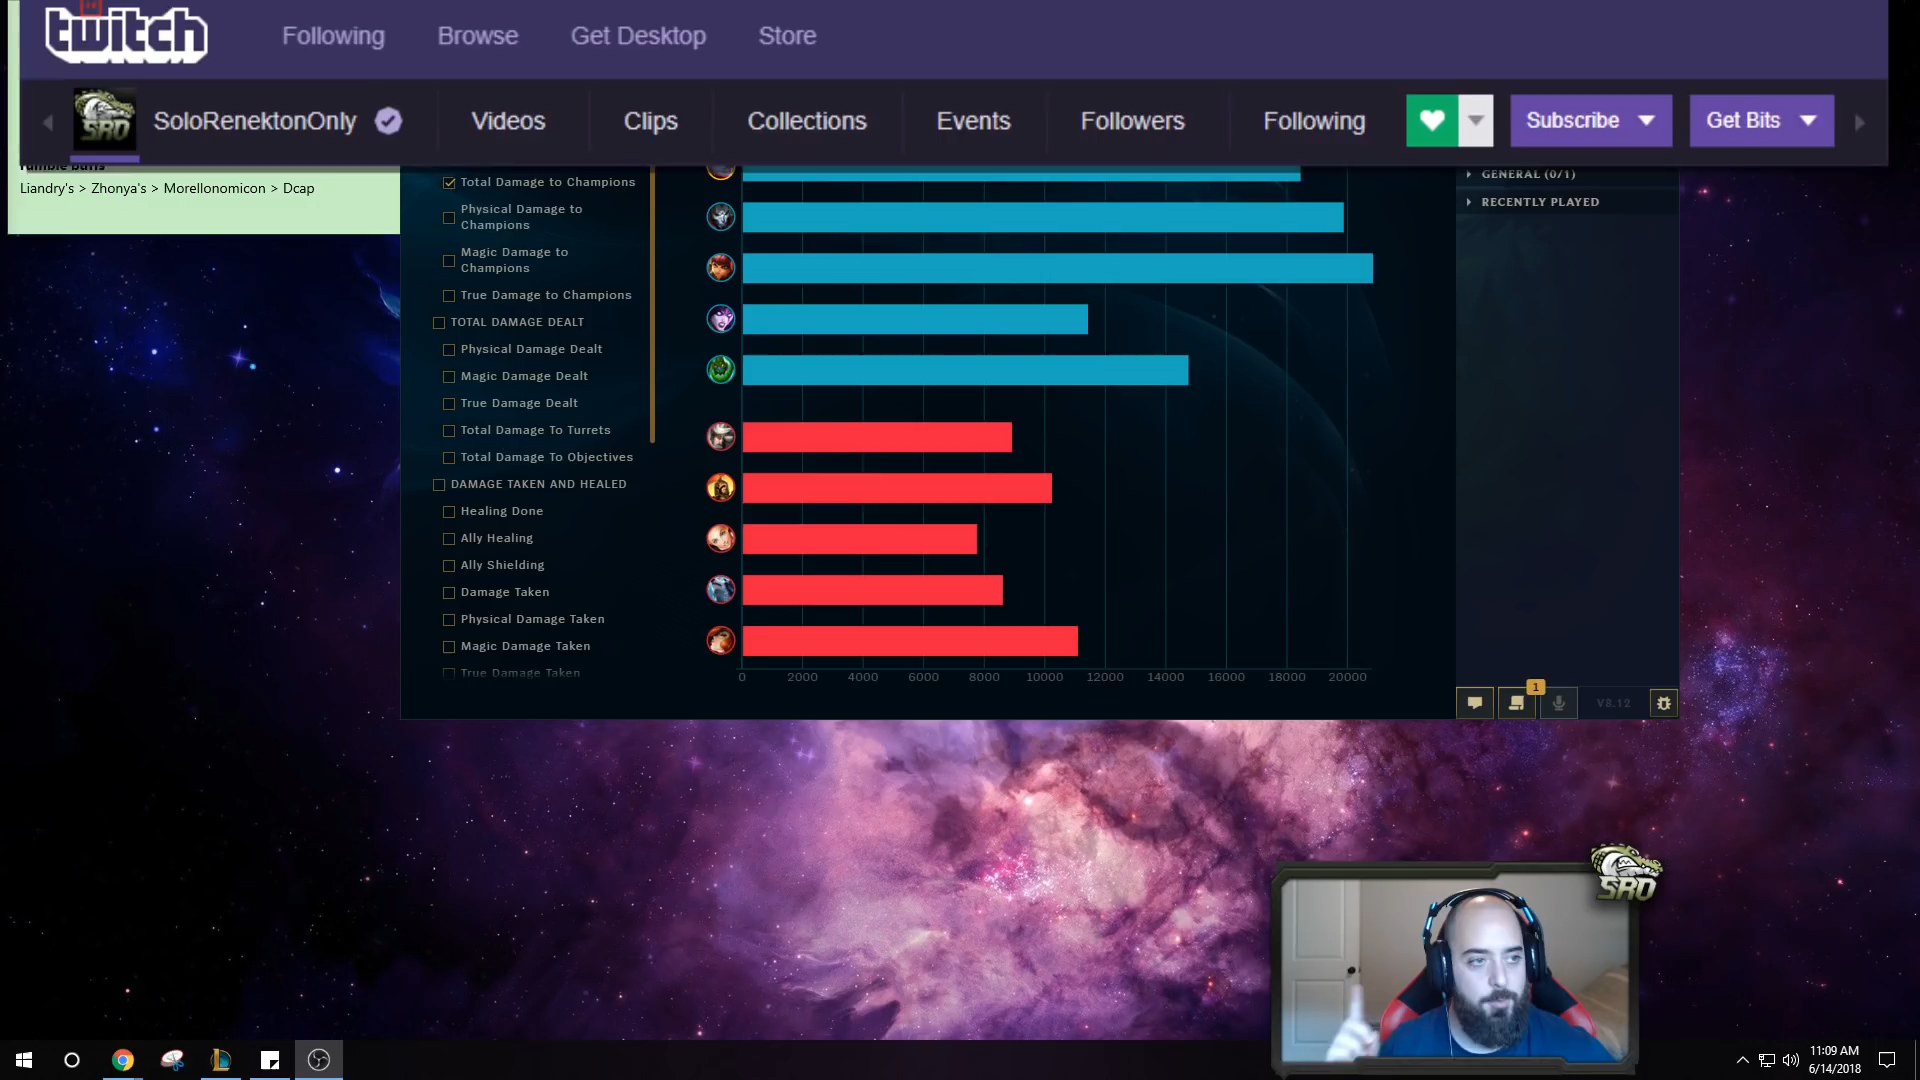 twitch
Following
Browse
Get Desktop
Store
SRO
SoloRenektonOnly
Videos
Clips
Collections
Events
Followers
Following
Subscribe
Get Bits
Liandry's > Zhonya's > Morellonomicon > Dcap
Total Damage to Champions
Physical Damage to
Champions
Magic Damage to
Champions
True Damage to Champions
TOTAL DAMAGE DEALT
Physical Damage Dealt
Magic Damage Dealt
True Damage Dealt
Total Damage To Turrets
Total Damage To Objectives
DAMAGE TAKEN AND HEALED
Healing Done
Ally Healing
Ally Shielding
Damage Taken
Physical Damage Taken
Magic Damage Taken
True Damage Taken
0 2000 4000 6000 8000 10000 12000 14000 16000 18000 20000
GENERAL (0/1)
RECENTLY PLAYED
1
V8.12
SRO
11:09 AM
6/14/2018